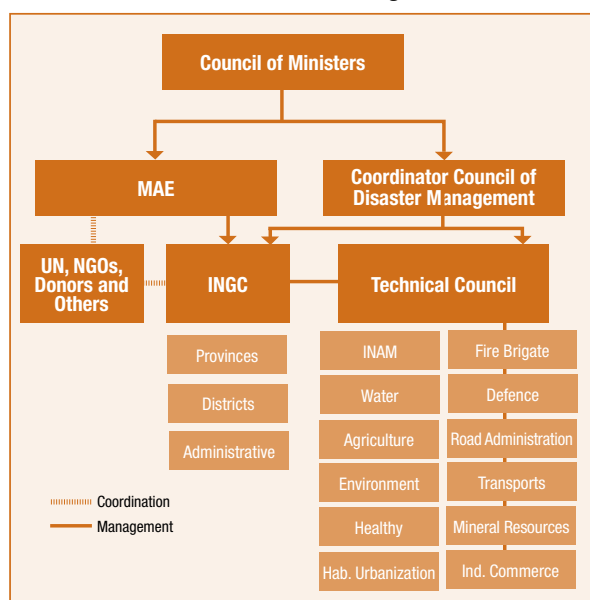 Council of Ministers
MAE
Coordinator Council of
Disaster Management
UN, NGOs,
Donors and
Others
INGC
Technical Council
Provinces
Districts
Administrative
INAM
Fire Brigate
Water
Defence
Agriculture
Road Administration
Environment
Transports
Healthy
Mineral Resources
Hab. Urbanization
Ind. Commerce
Coordination
Management